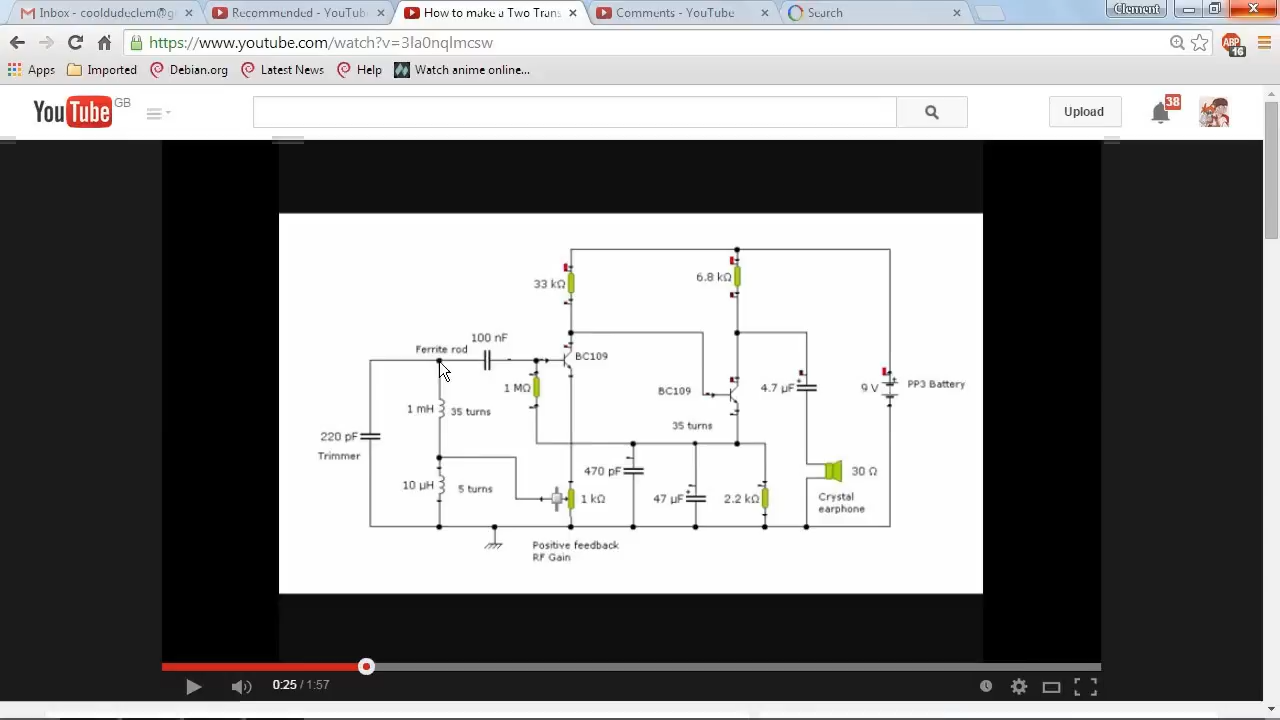 Inbox - cooldudeclem@g
Recommended - YouTub
How to make a Two Trans
Comments - YouTube
Search
Clement
https://www.youtube.com/watch?v=3la0nqlmcsw
ABP
16
Apps
Imported
Debian.org
Latest News
Help
Watch anime online...
YouTube
GB
Upload
38
33 kΩ
6.8 kΩ
100 nF
Ferrite rod
BC109
1 MΩ
BC109
4.7 µF
9 V
PP3 Battery
1 mH
35 turns
35 turns
220 pF
Trimmer
470 pF
30 Ω
10 µH
5 turns
1 kΩ
47 µF
2.2 kΩ
Crystal
earphone
Positive feedback
RF Gain
0:25 / 1:57